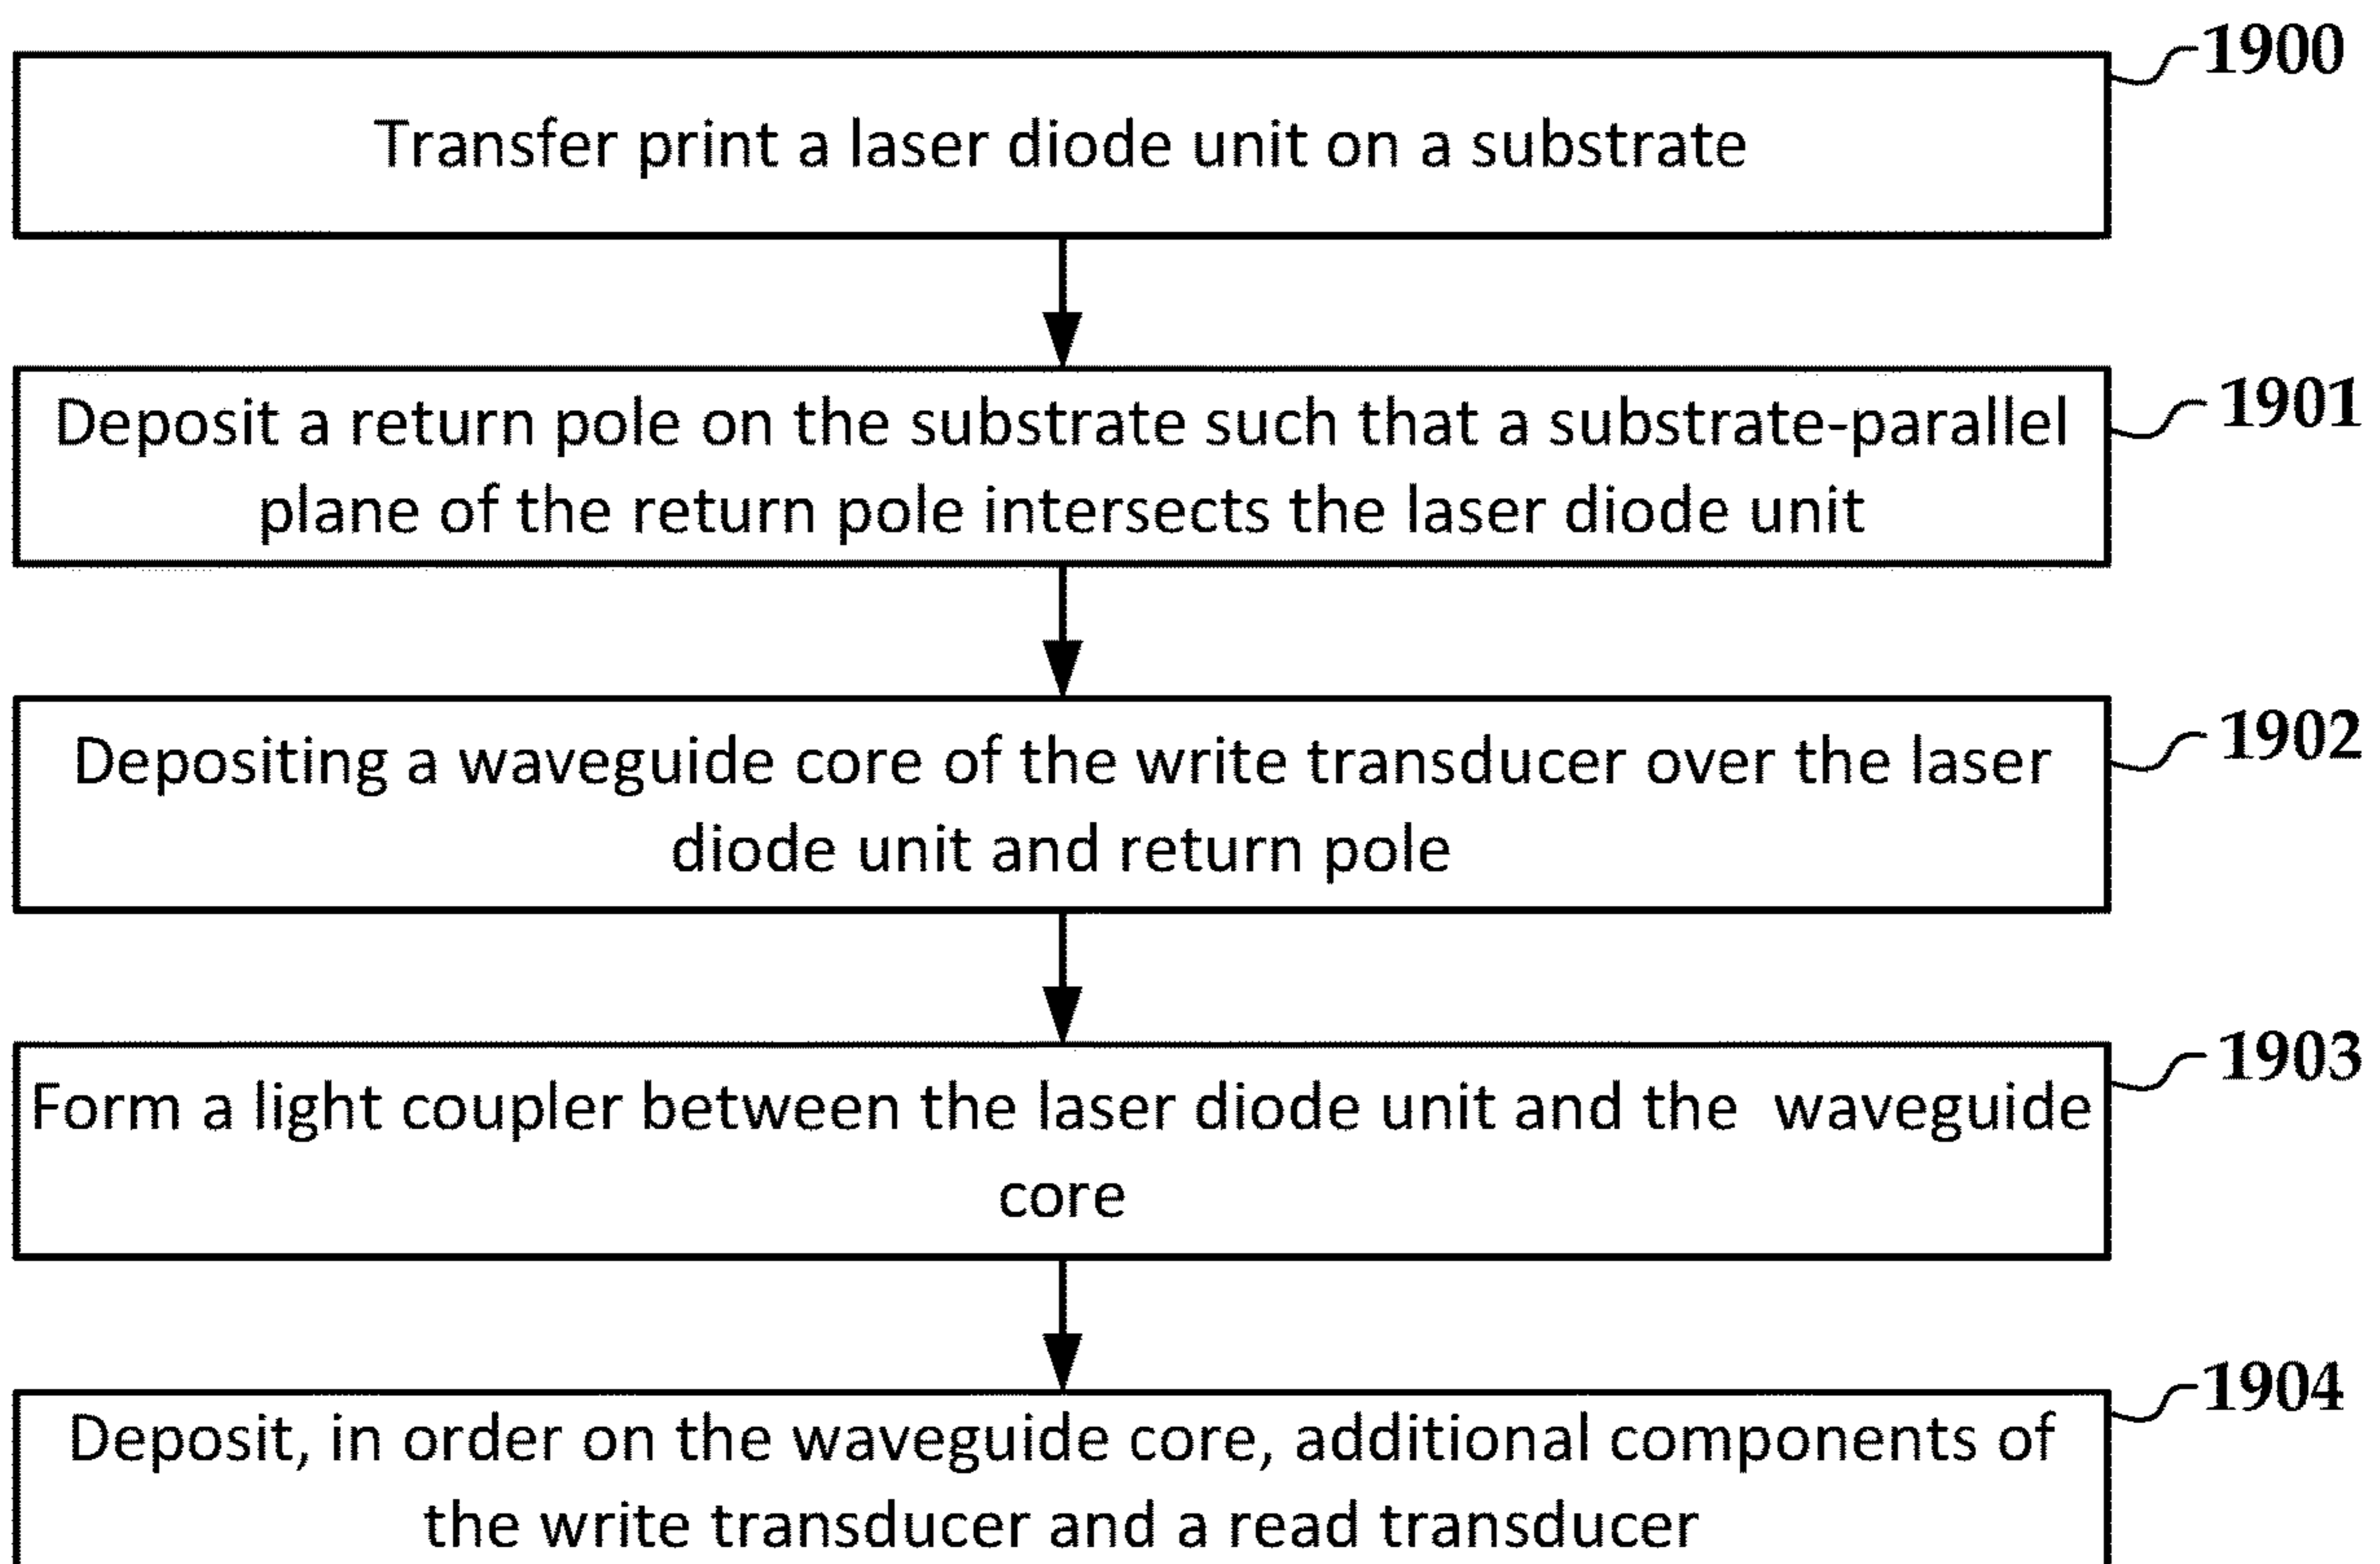 1900
Transfer print a laser diode unit on a substrate
1901
Deposit a return pole on the substrate such that a substrate-parallel
plane of the return pole intersects the laser diode unit
1902
Depositing a waveguide core of the write transducer over the laser
diode unit and return pole
1903
Form a light coupler between the laser diode unit and the  waveguide
core
1904
Deposit, in order on the waveguide core, additional components of
the write transducer and a read transducer